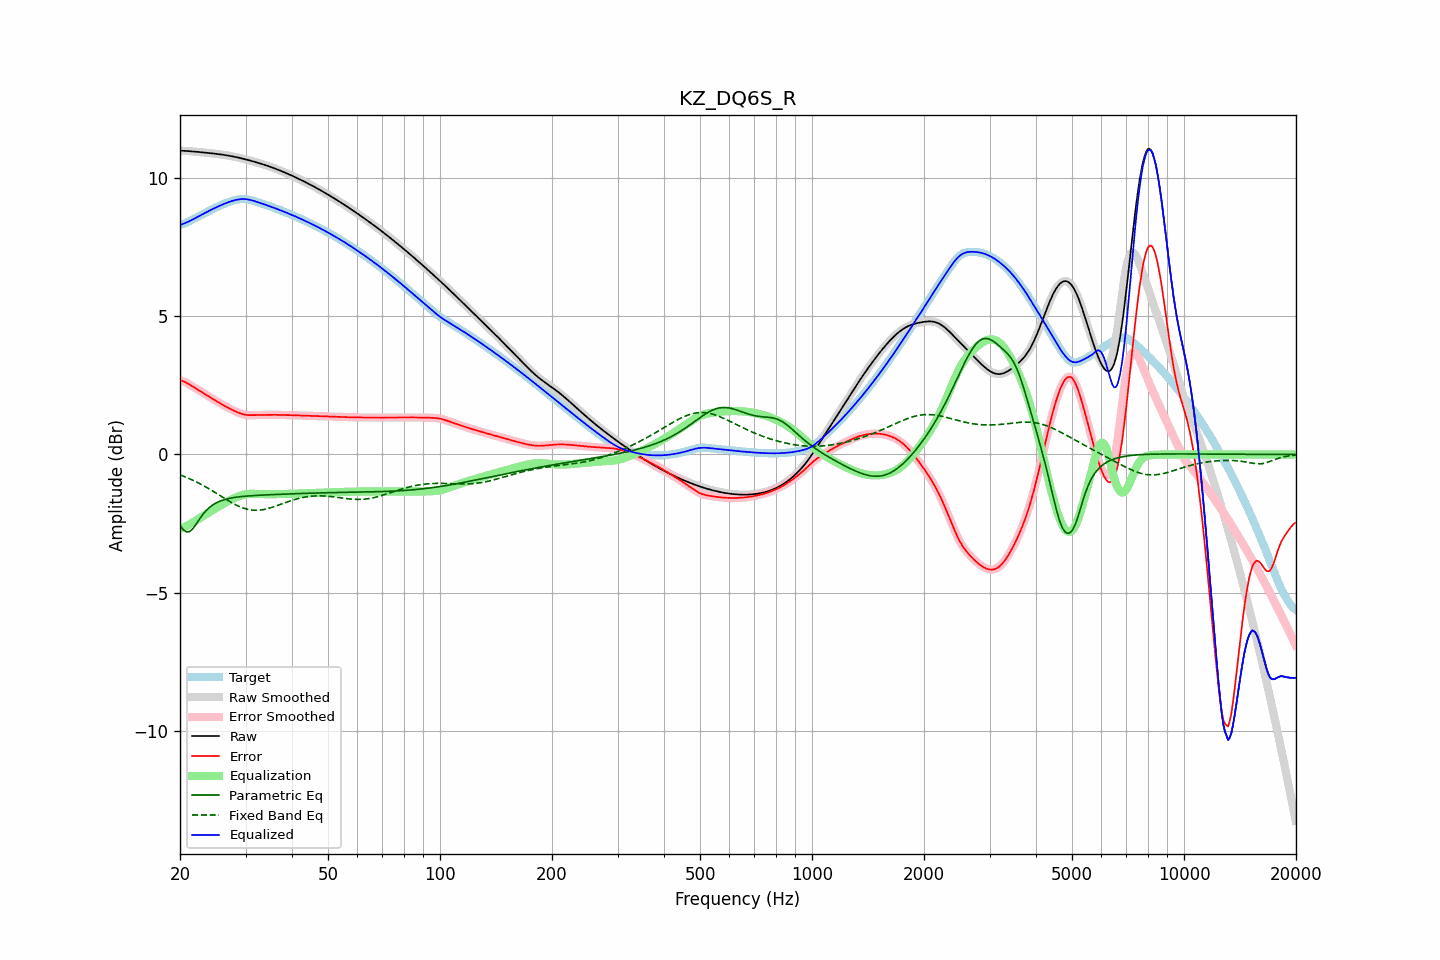 KZ_DQ6S_R
Amplitude (dBr)
10
5
0
−5
−10
Target
Raw Smoothed
Error Smoothed
Raw
Error
Equalization
Parametric Eq
Fixed Band Eq
Equalized
20
50
100
200
500
1000
2000
5000
10000
20000
Frequency (Hz)